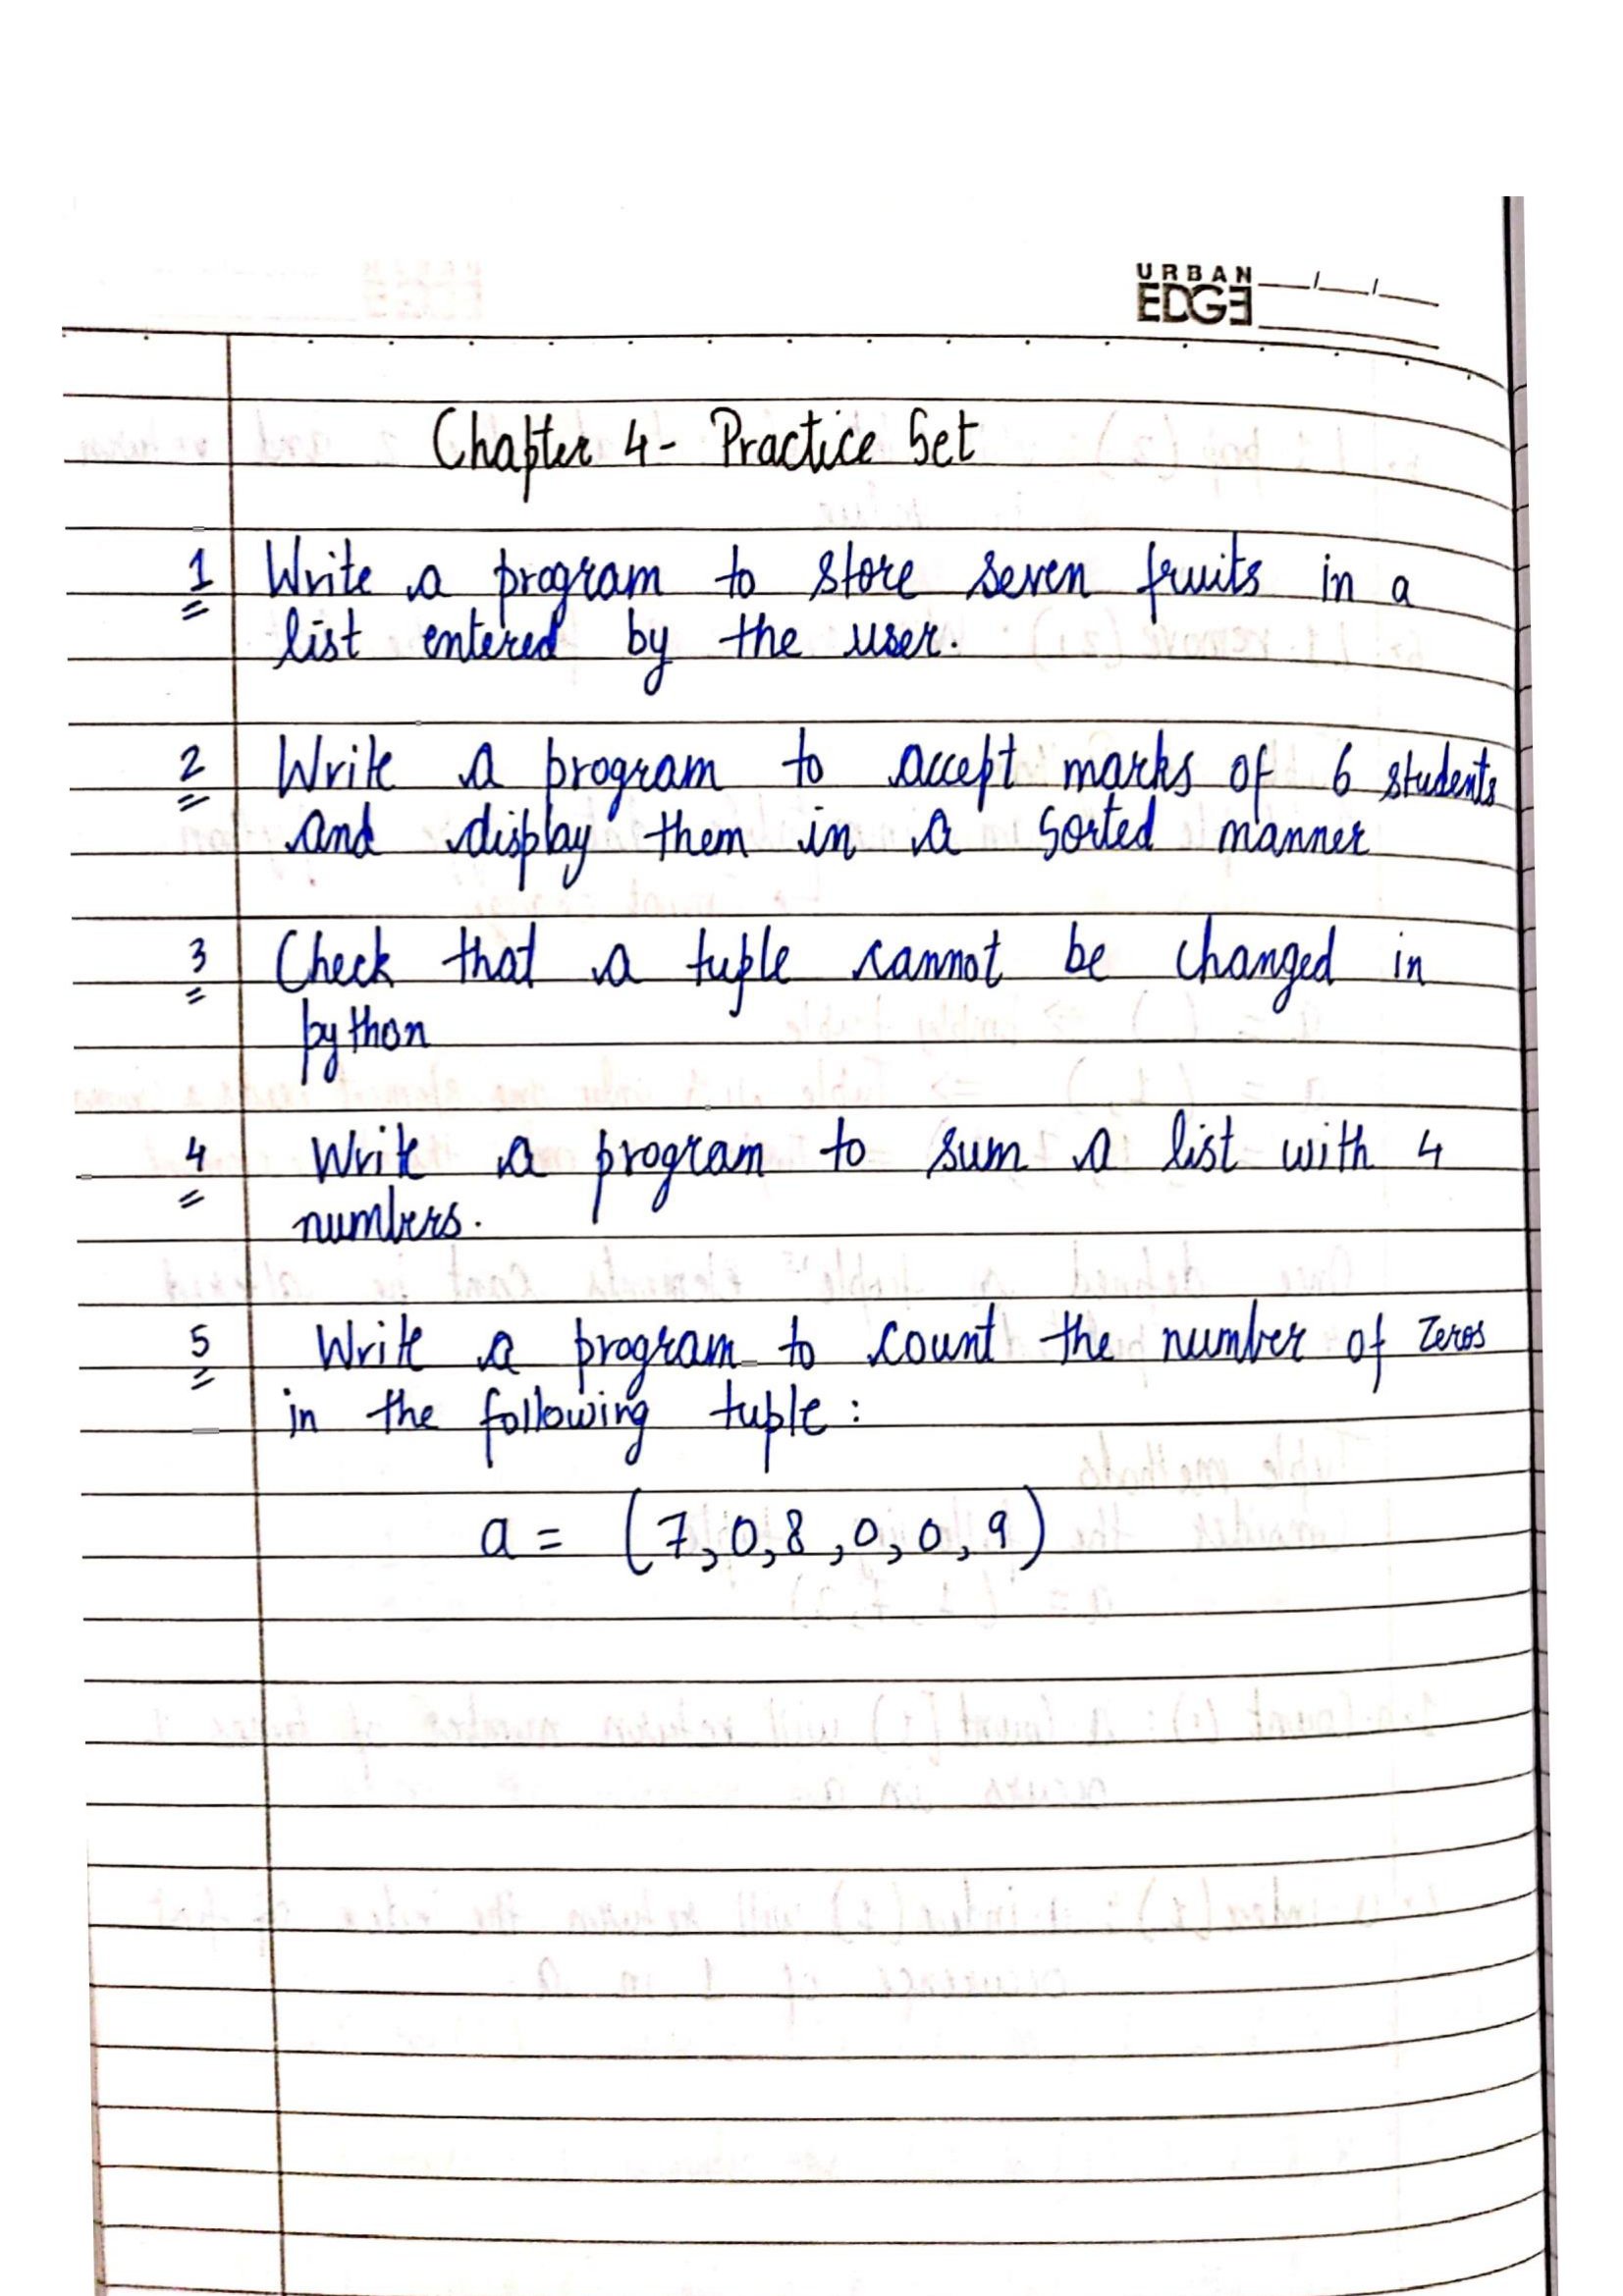 URBAN
EDGE
Chapter 4- Practice Set
1 Write a program to store seven fruits in a
list entered by the user.
2 Write a program to accept marks of 6 students
and display them in a sorted manner
3 Check that a tuple cannot be changed in
python
4 Write a program to sum a list with 4
numbers.
5 Write a program to count the number of zeros
in the following tuple:
a = (7,0,8,0,0,9)